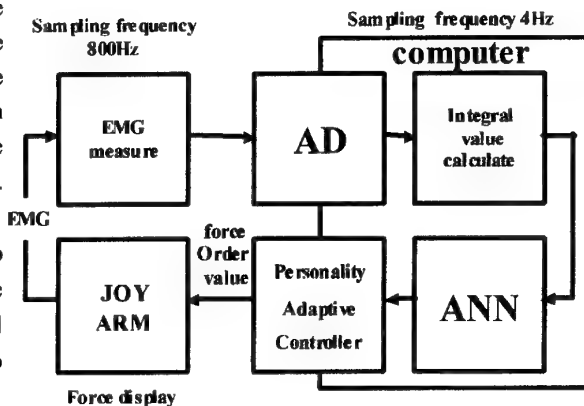 Sampling frequency
800Hz
Sampling frequency 4Hz
computer
EMG
measure
AD
Integral
value
calculate
EMG
force
Order
value
JOY
ARM
Personality
Adaptive
Controller
ANN
Force display